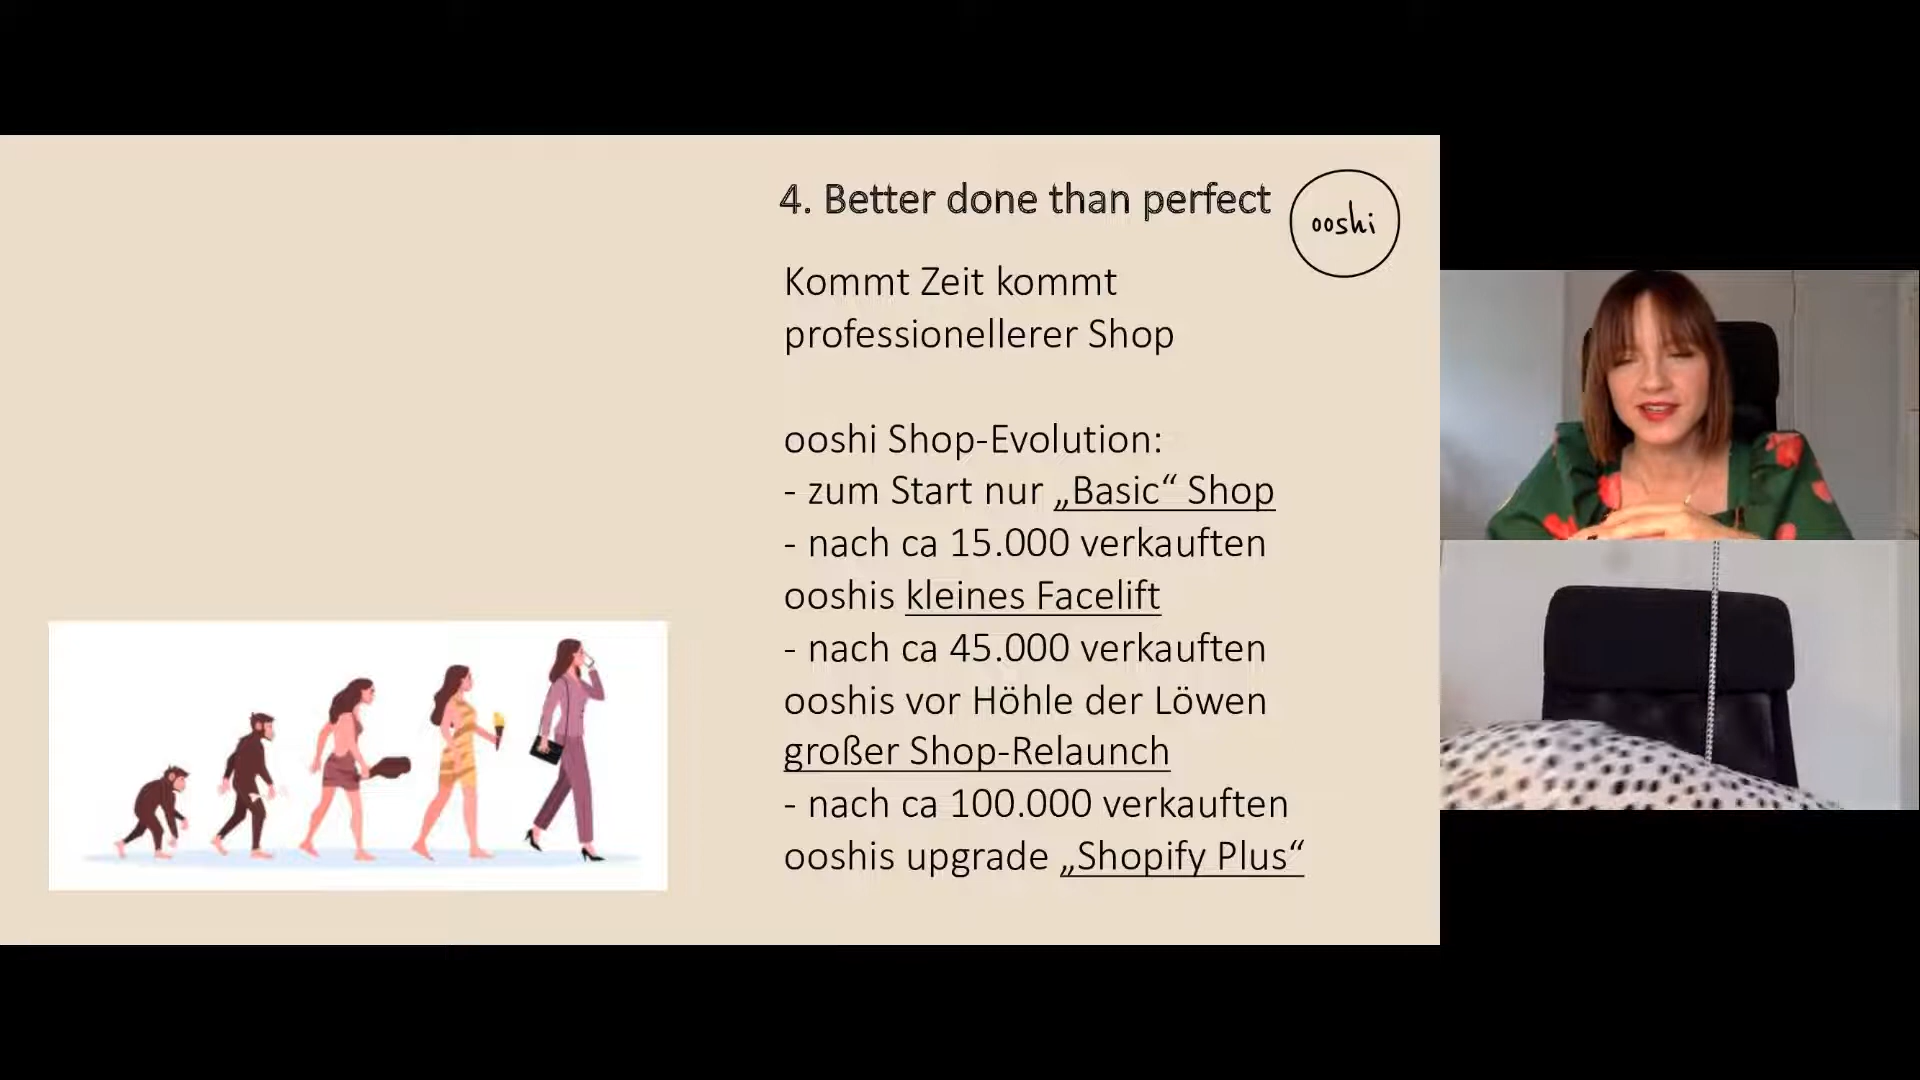 4. Better done than perfect
ooshi
Kommt Zeit kommt
professionellerer Shop
ooshi Shop-Evolution:
- zum Start nur „Basic“ Shop
- nach ca 15.000 verkauften
ooshis kleines Facelift
- nach ca 45.000 verkauften
ooshis vor Höhle der Löwen
großer Shop-Relaunch
- nach ca 100.000 verkauften
ooshis upgrade „Shopify Plus“